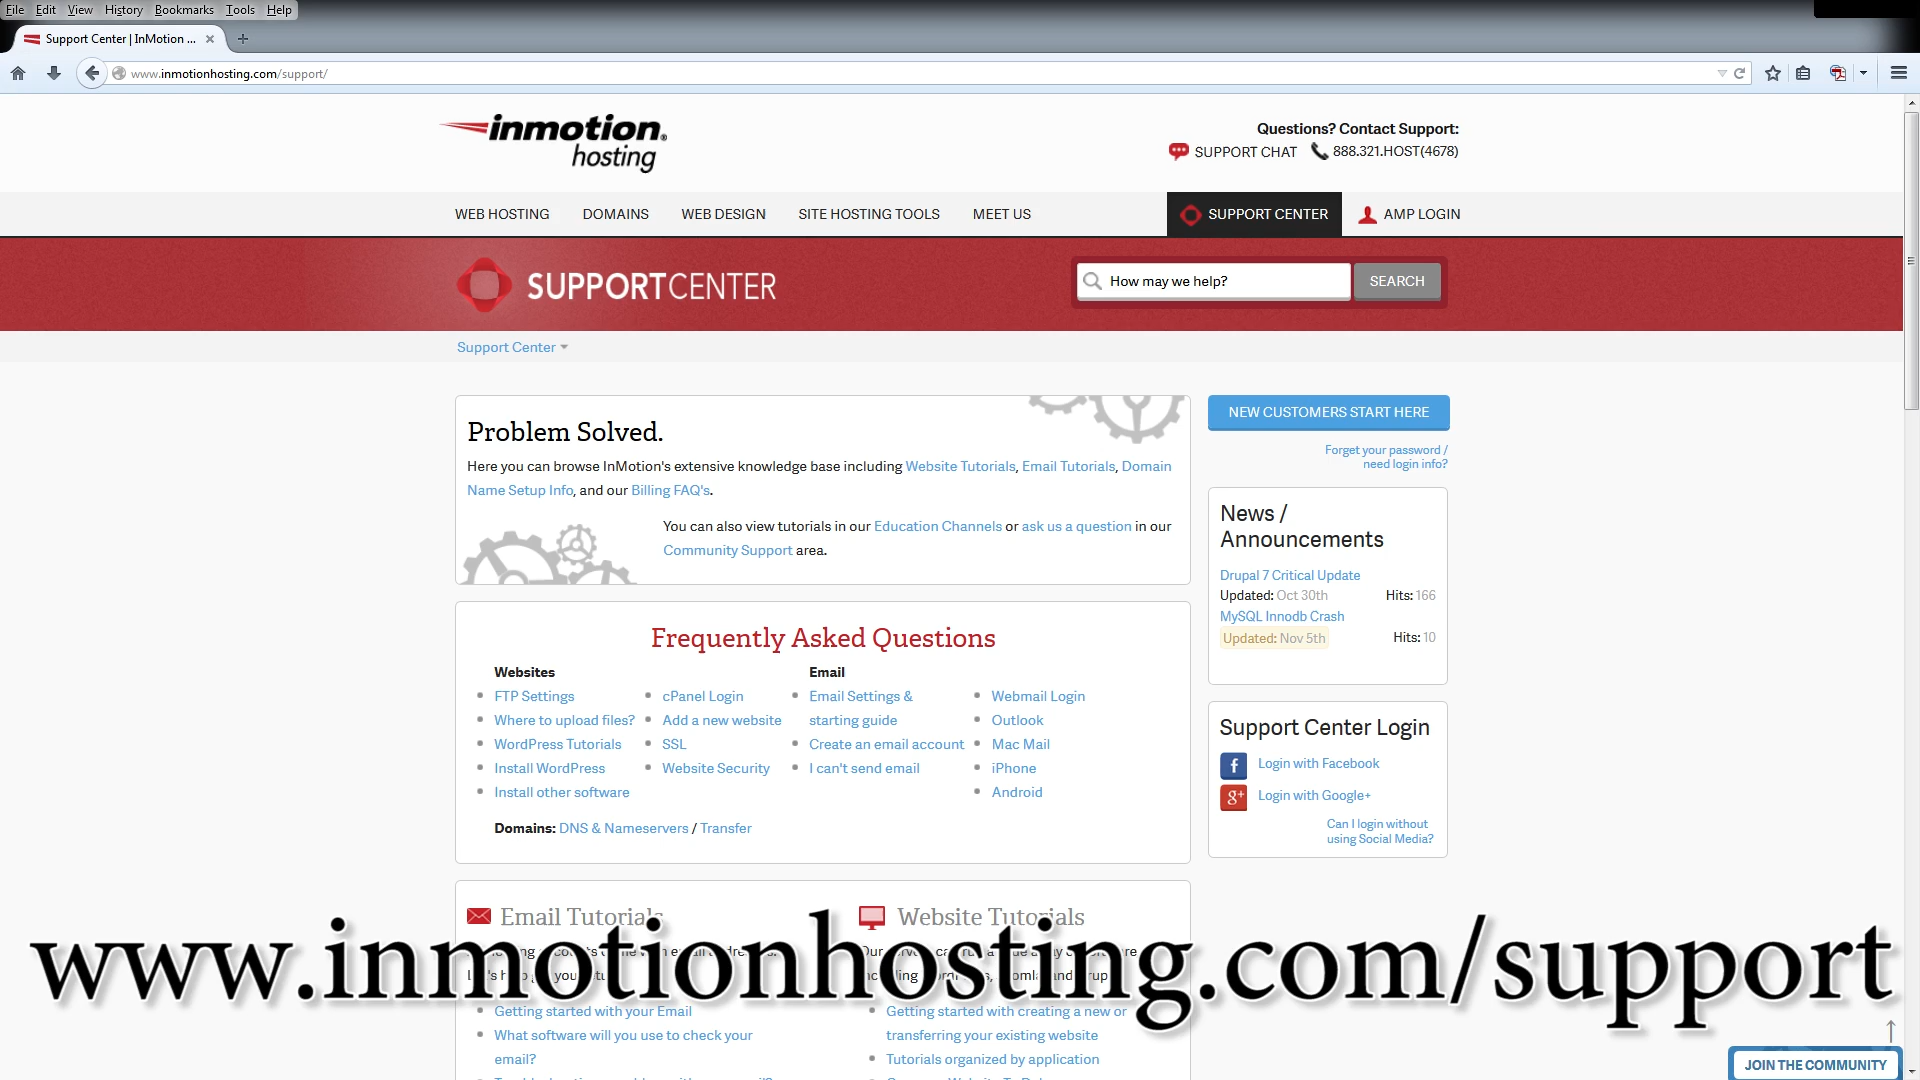 File Edit View History Bookmarks Tools Help
Support Center | InMotion ...
www.inmotionhosting.com/support/
inmotion® hosting
Questions? Contact Support:
SUPPORT CHAT 888.321.HOST(4678)
WEB HOSTING DOMAINS WEB DESIGN SITE HOSTING TOOLS MEET US SUPPORT CENTER AMP LOGIN
SUPPORTCENTER
How may we help? SEARCH
Support Center
Problem Solved.
Here you can browse InMotion's extensive knowledge base including Website Tutorials, Email Tutorials, Domain
Name Setup Info, and our Billing FAQ's.
You can also view tutorials in our Education Channels or ask us a question in our
Community Support area.
NEW CUSTOMERS START HERE
Forget your password /
need login info?
News /
Announcements
Drupal 7 Critical Update
Updated: Oct 30th Hits: 166
MySQL Innodb Crash
Updated: Nov 5th Hits: 10
Frequently Asked Questions
Websites
FTP Settings
Where to upload files?
WordPress Tutorials
Install WordPress
Install other software
cPanel Login
Add a new website
SSL
Website Security
Email
Email Settings &
starting guide
Create an email account
I can't send email
Webmail Login
Outlook
Mac Mail
iPhone
Android
Domains: DNS & Nameservers / Transfer
Support Center Login
f Login with Facebook
g+ Login with Google+
Can I login without
using Social Media?
Email Tutorials
Website Tutorials
www.inmotionhosting.com/support
Getting started with your Email
What software will you use to check your
email?
Getting started with creating a new or
transferring your existing website
Tutorials organized by application
JOIN THE COMMUNITY